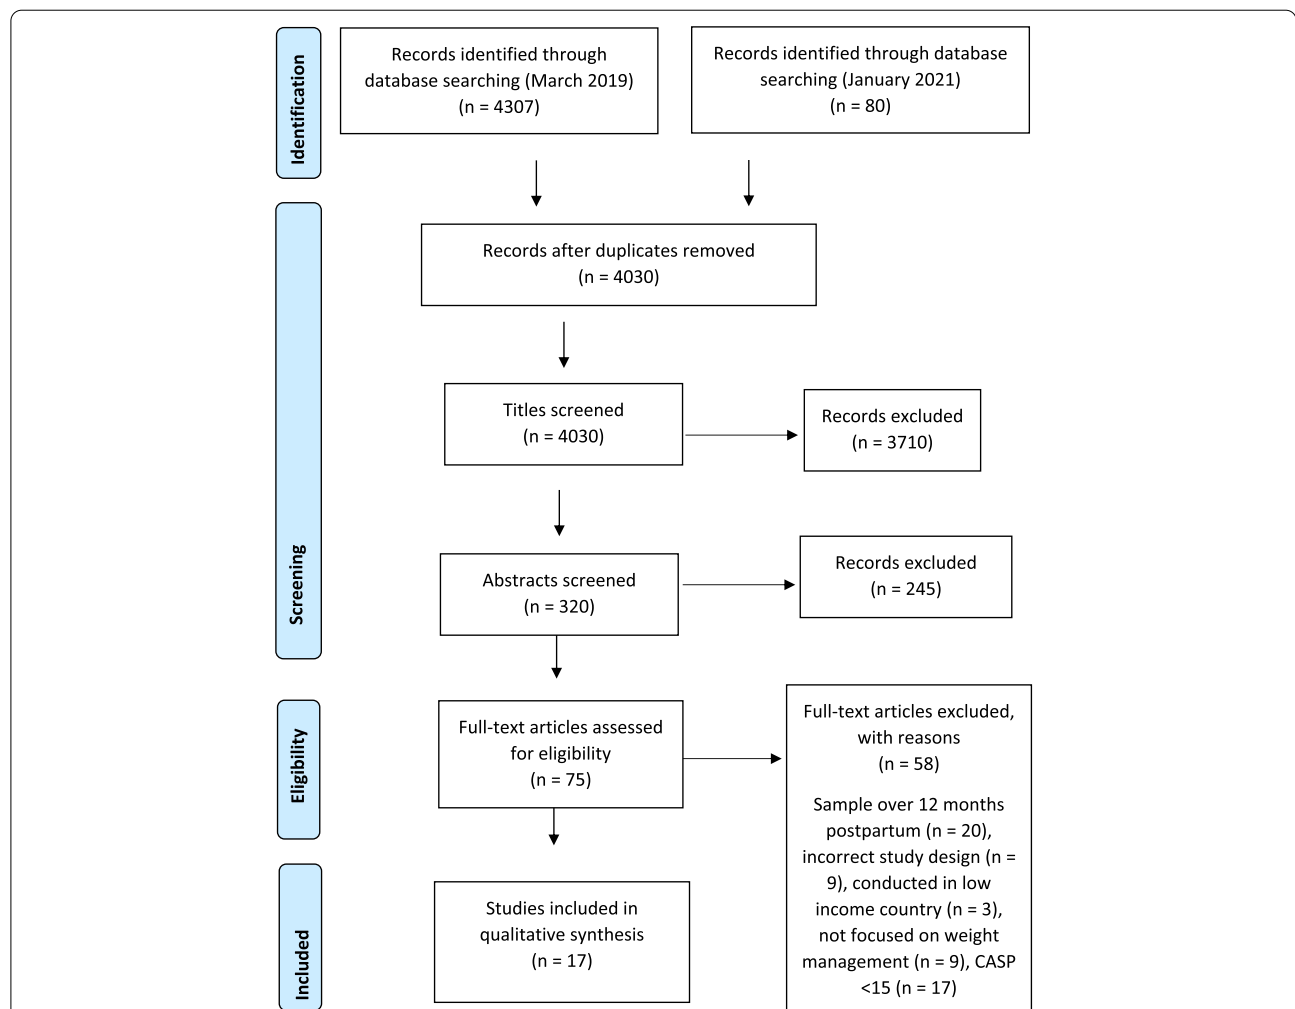 Identification
Records identified through
database searching (March 2019)
(n = 4307)
Records identified through database
searching (January 2021)
(n = 80)
Screening
Records after duplicates removed
(n = 4030)
Titles screened
(n = 4030)
Records excluded
(n = 3710)
Abstracts screened
(n = 320)
Records excluded
(n = 245)
Eligibility
Full-text articles assessed
for eligibility
(n = 75)
Full-text articles excluded,
with reasons
(n = 58)
Sample over 12 months
postpartum (n = 20),
incorrect study design (n =
9), conducted in low
income country (n = 3),
not focused on weight
management (n = 9), CASP
<15 (n = 17)
Included
Studies included in
qualitative synthesis
(n = 17)